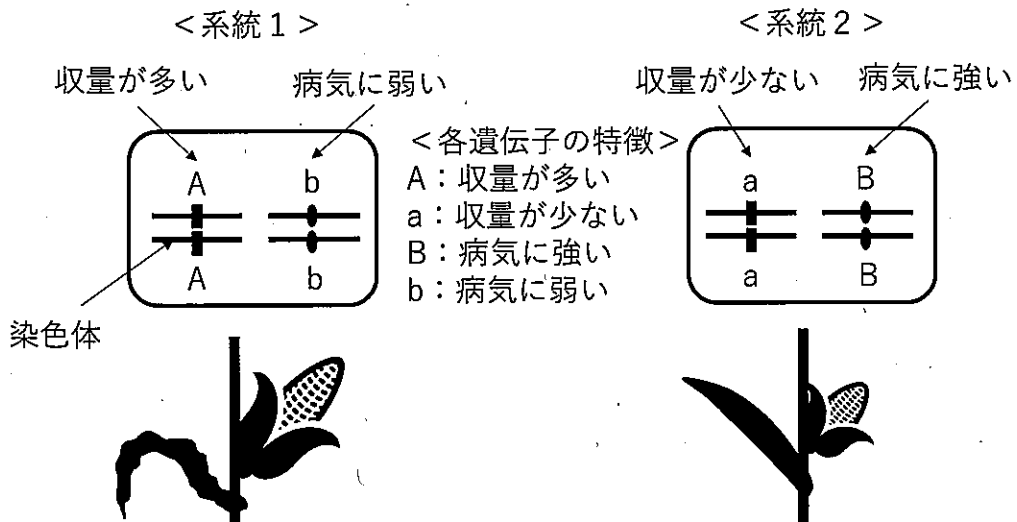 ＜系統１＞
収量が多い
病気に弱い
A
b
A
b
染色体
＜各遺伝子の特徴＞
A：収量が多い
a：収量が少ない
B：病気に強い
b：病気に弱い
＜系統２＞
収量が少ない
病気に強い
a
B
a
B